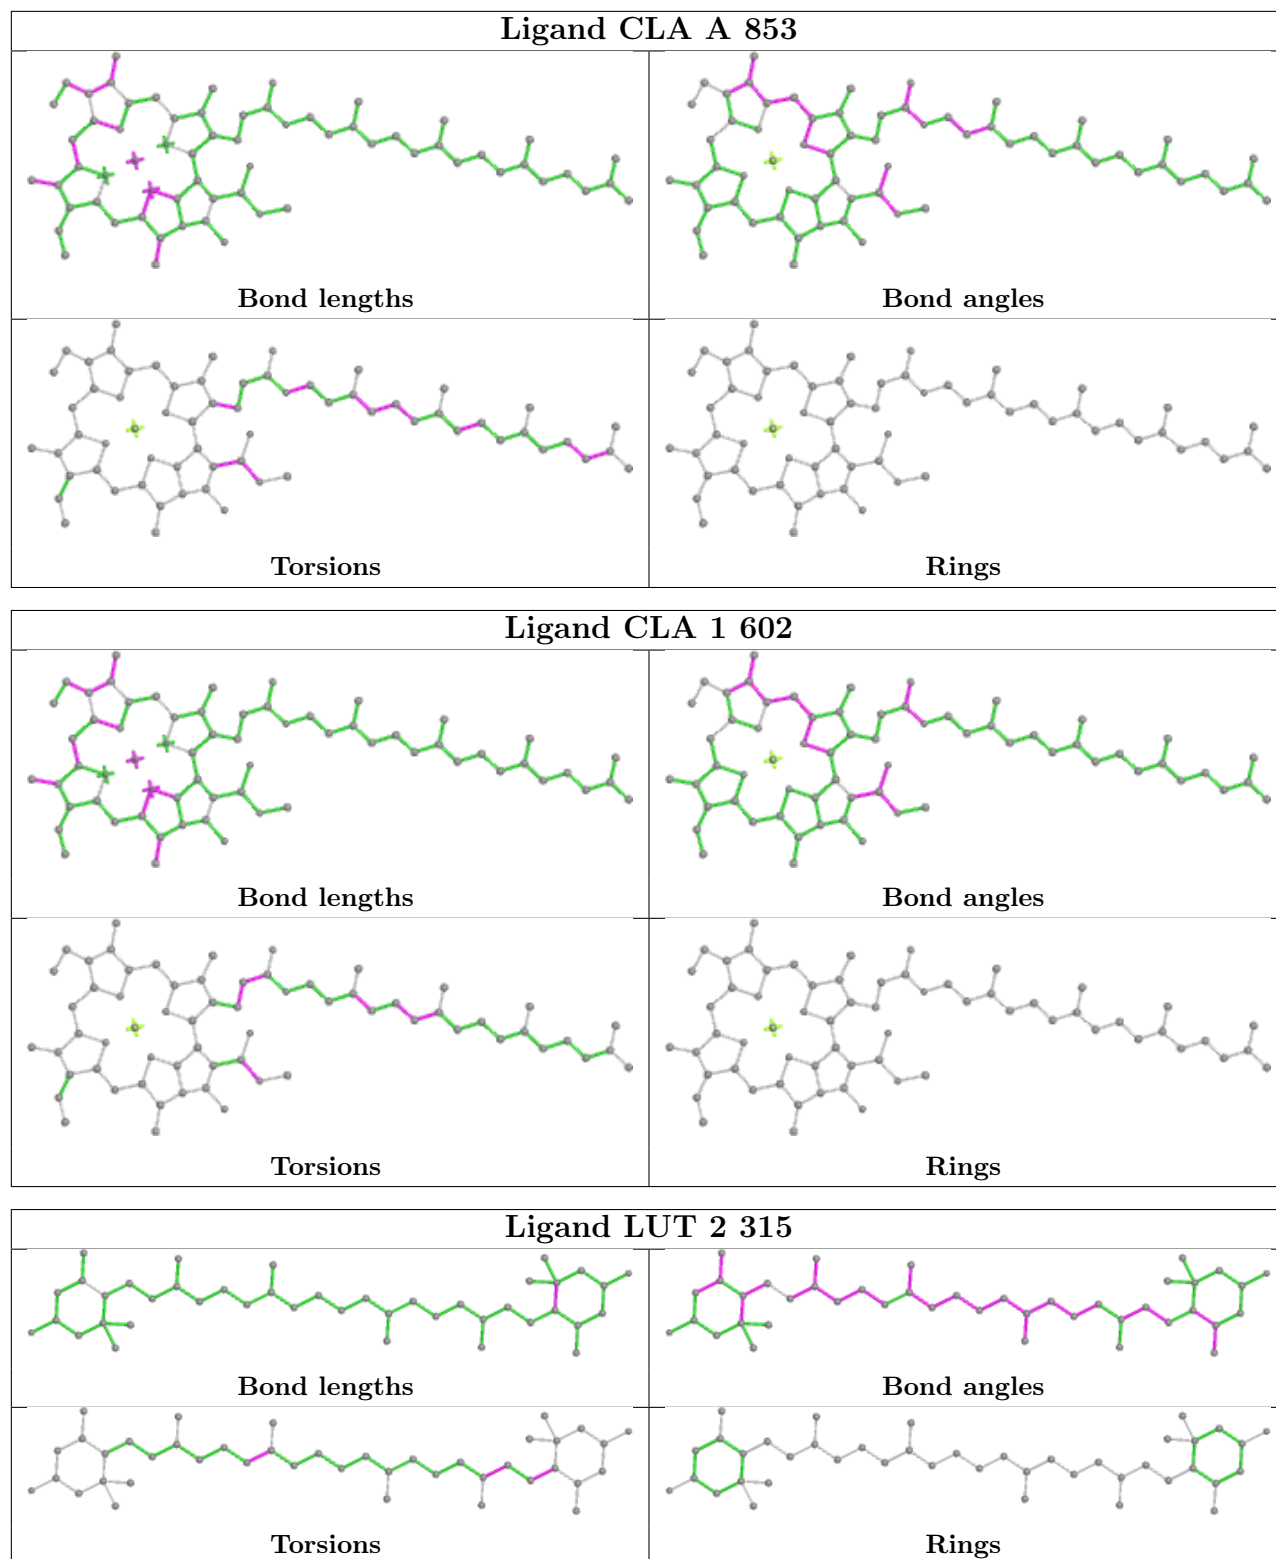 Ligand CLA A 853
Bond lengths
Bond angles
Torsions
Rings
Ligand CLA 1 602
Bond lengths
Bond angles
Torsions
Rings
Ligand LUT 2 315
Bond lengths
Bond angles
Torsions
Rings